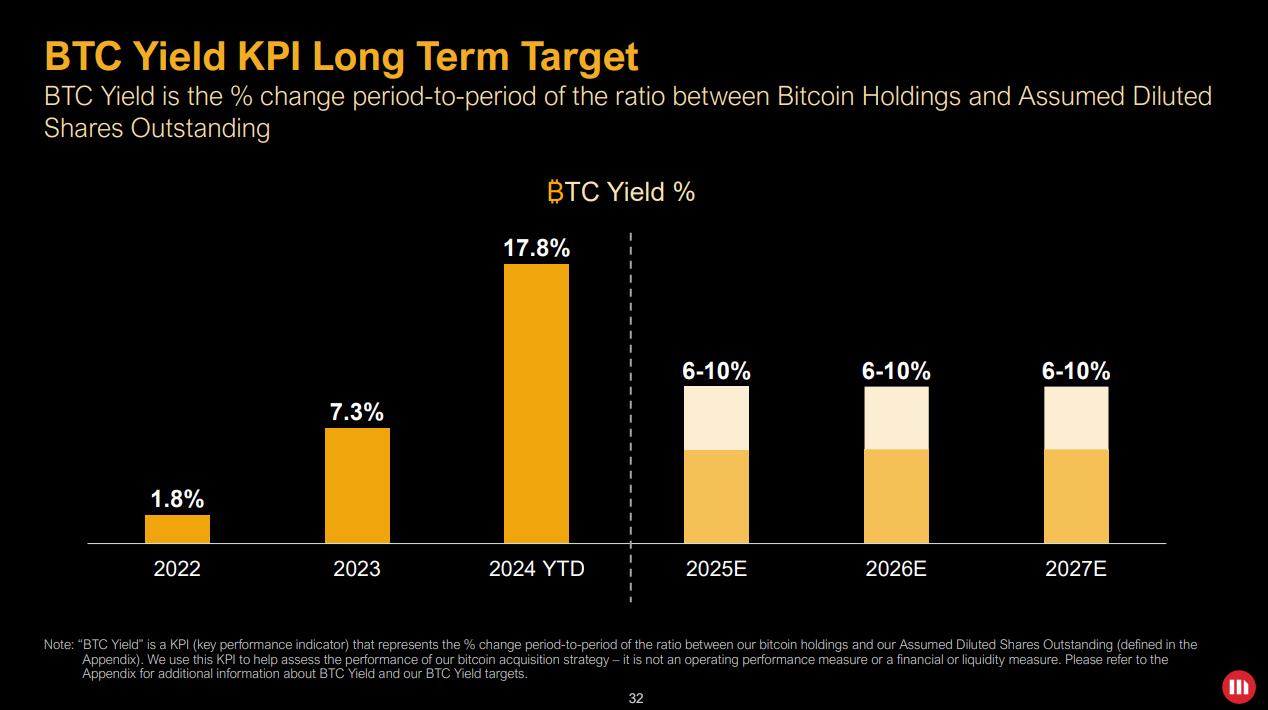 BTC Yield KPI Long Term Target
BTC Yield is the % change period-to-period of the ratio between Bitcoin Holdings and Assumed Diluted
Shares Outstanding
₿TC Yield %
17.8%
7.3%
1.8%
6-10%
6-10%
6-10%
2022
2023
2024 YTD
2025E
2026E
2027E
Note: “BTC Yield” is a KPI (key performance indicator) that represents the % change period-to-period of the ratio between our bitcoin holdings and our Assumed Diluted Shares Outstanding (defined in the
Appendix). We use this KPI to help assess the performance of our bitcoin acquisition strategy – it is not an operating performance measure or a financial or liquidity measure. Please refer to the
Appendix for additional information about BTC Yield and our BTC Yield targets.
32